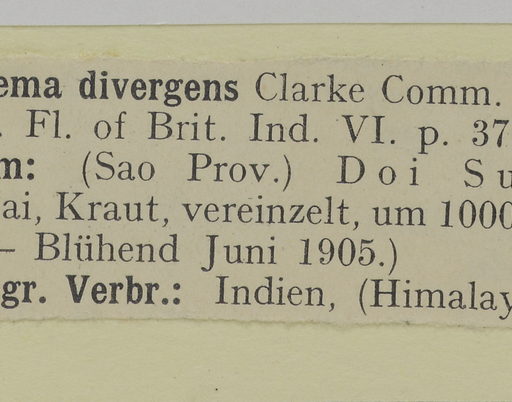 ema divergens Clarke Comm.
. Fl. of Brit. Ind. VI. p. 37
m: (Sao Prov.) Doi Su
ai, Kraut, vereinzelt, um 1000
– Blühend Juni 1905.)
gr. Verbr.: Indien, (Himalay